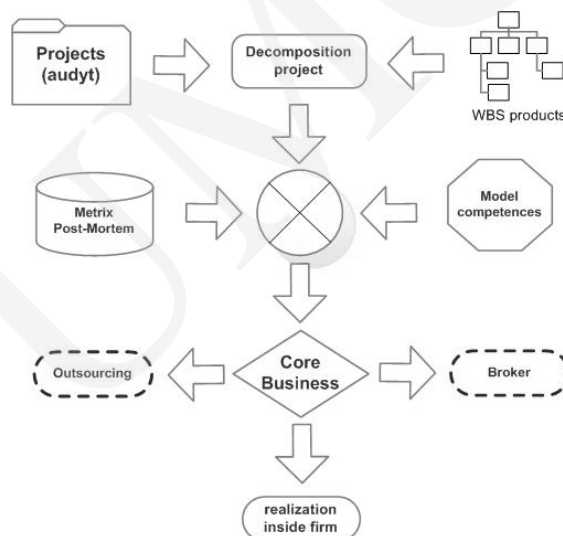 Projects
(audyt)
Decomposition
project
WBS products
Metrix
Post-Mortem
Model
competences
Outsourcing
Core
Business
Broker
realization
inside firm